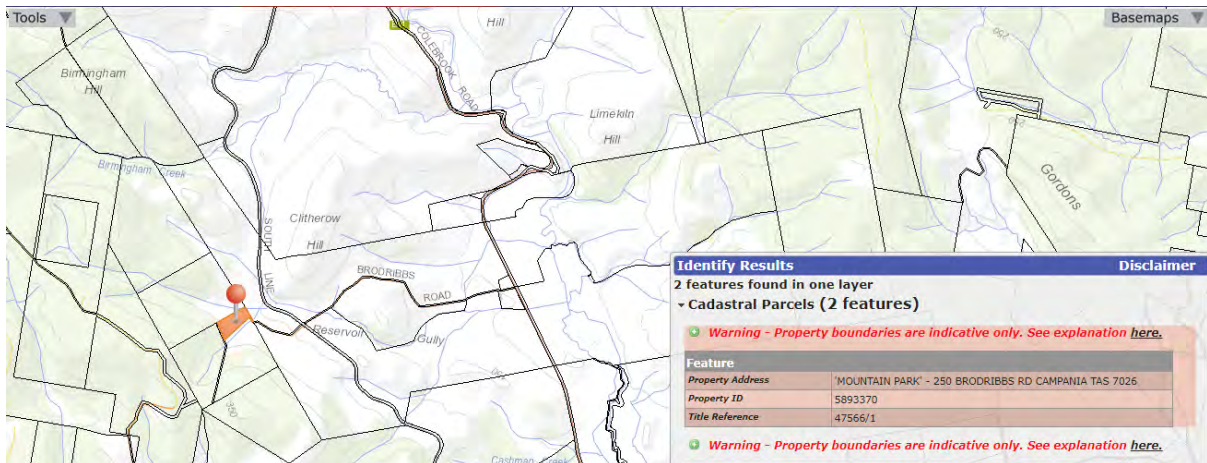 Tools
Basemaps
Hill
COLEBROOK ROAD
Birmingham
Hill
Limekiln
Hill
Birmingham Creek
Gordons
Clitherow
Hill
SOUTH LINE
BRODRIBBS
ROAD
Reservoir
Gully
350
Cashman Creek
Identify Results Disclaimer
2 features found in one layer
Cadastral Parcels (2 features)
Warning - Property boundaries are indicative only. See explanation here.
Feature
Property Address 'MOUNTAIN PARK' - 250 BRODRIBBS RD CAMPANIA TAS 7026
Property ID 5893370
Title Reference 47566/1
Warning - Property boundaries are indicative only. See explanation here.